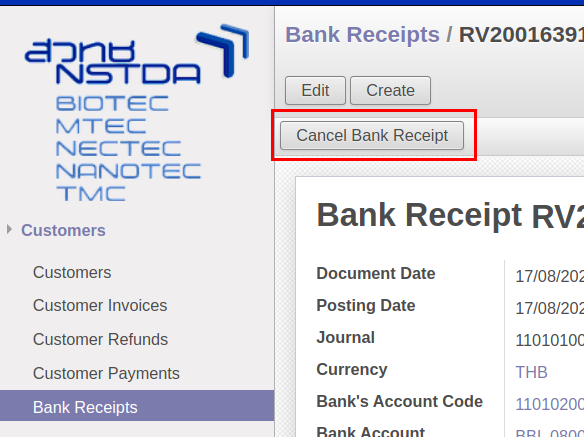 สวทช
NSTDA
BIOTEC
MTEC
NECTEC
NANOTEC
TMC
Customers
Customers
Customer Invoices
Customer Refunds
Customer Payments
Bank Receipts
Bank Receipts / RV20016391
Edit
Create
Cancel Bank Receipt
Bank Receipt RV2
Document Date
17/08/202
Posting Date
17/08/202
Journal
11010100
Currency
THB
Bank's Account Code
11010200
Bank Account
BBL 0800